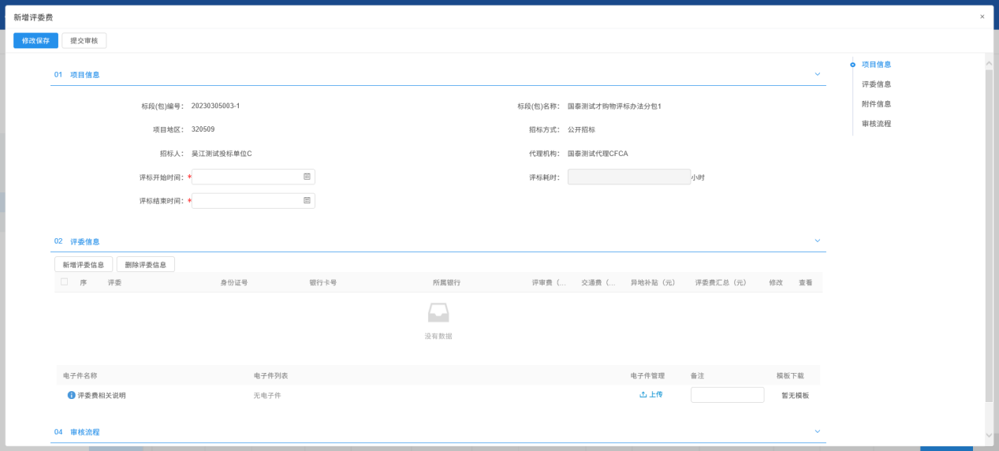 新增评委费 ×
修改保存 提交审核
01 项目信息
标段(包)编号: 20230305003-1 标段(包)名称: 国泰测试才购物评标办法分包1
项目地区: 320509 招标方式: 公开招标
招标人: 吴江测试投标单位C 代理机构: 国泰测试代理CFCA
评标开始时间: * 评标耗时: 小时
评标结束时间: *
02 评委信息
新增评委信息 删除评委信息
序 评委 身份证号 银行卡号 所属银行 评审费（... 交通费（... 异地补贴（元） 评委费汇总（元） 修改 查看
没有数据
电子件名称 电子件列表 电子件管理 备注 模板下载
评委费相关说明 无电子件 上传 暂无模板
04 审核流程
项目信息
评委信息
附件信息
审核流程